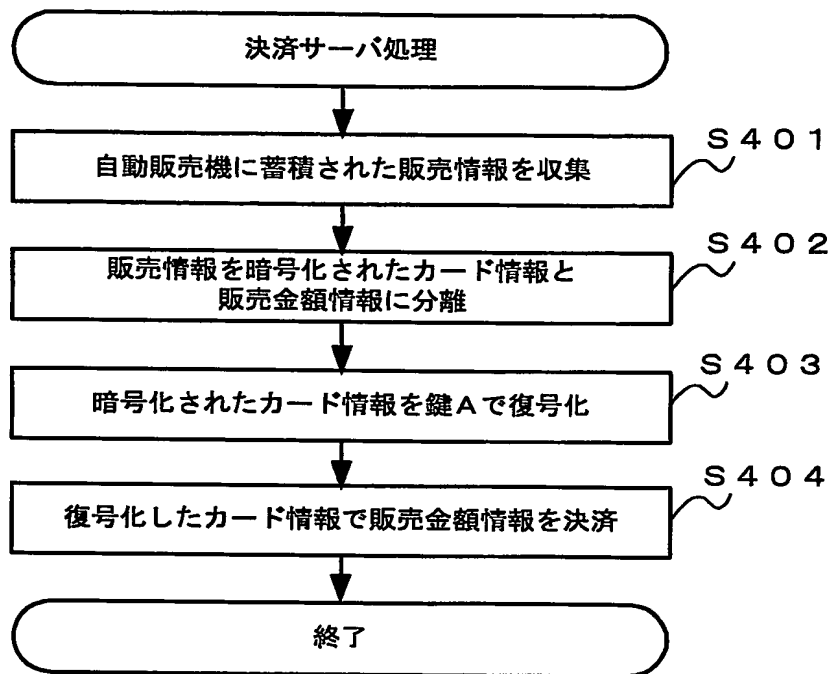 決済サーバ処理
S401
自動販売機に蓄積された販売情報を収集
S402
販売情報を暗号化されたカード情報と
販売金額情報に分離
S403
暗号化されたカード情報を鍵Aで復号化
S404
復号化したカード情報で販売金額情報を決済
終了